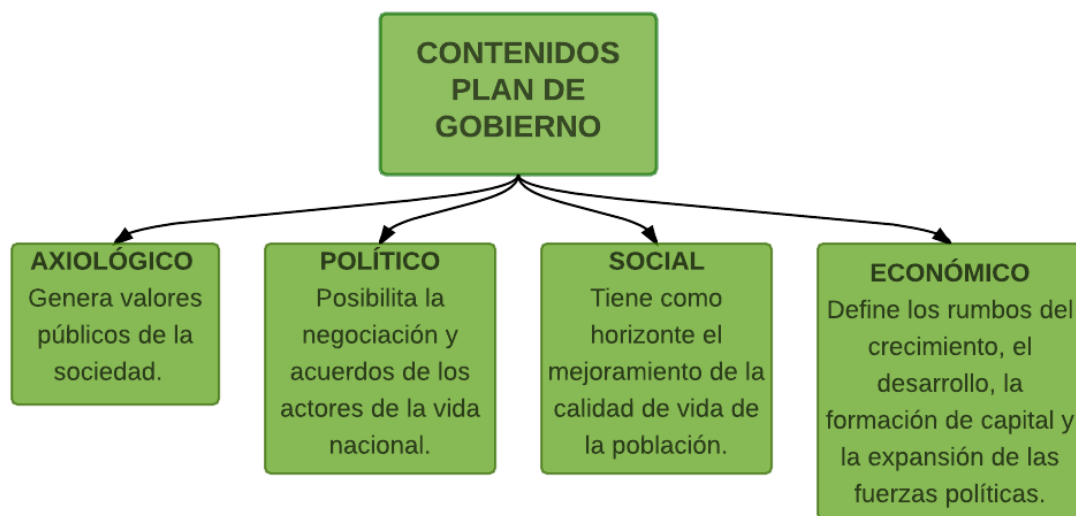 CONTENIDOS
PLAN DE
GOBIERNO
AXIOLÓGICO
Genera valores
públicos de la
sociedad.
POLÍTICO
Posibilita la
negociación y
acuerdos de los
actores de la vida
nacional.
SOCIAL
Tiene como
horizonte el
mejoramiento de la
calidad de vida de
la población.
ECONÓMICO
Define los rumbos del
crecimiento, el
desarrollo, la
formación de capital y
la expansión de las
fuerzas políticas.